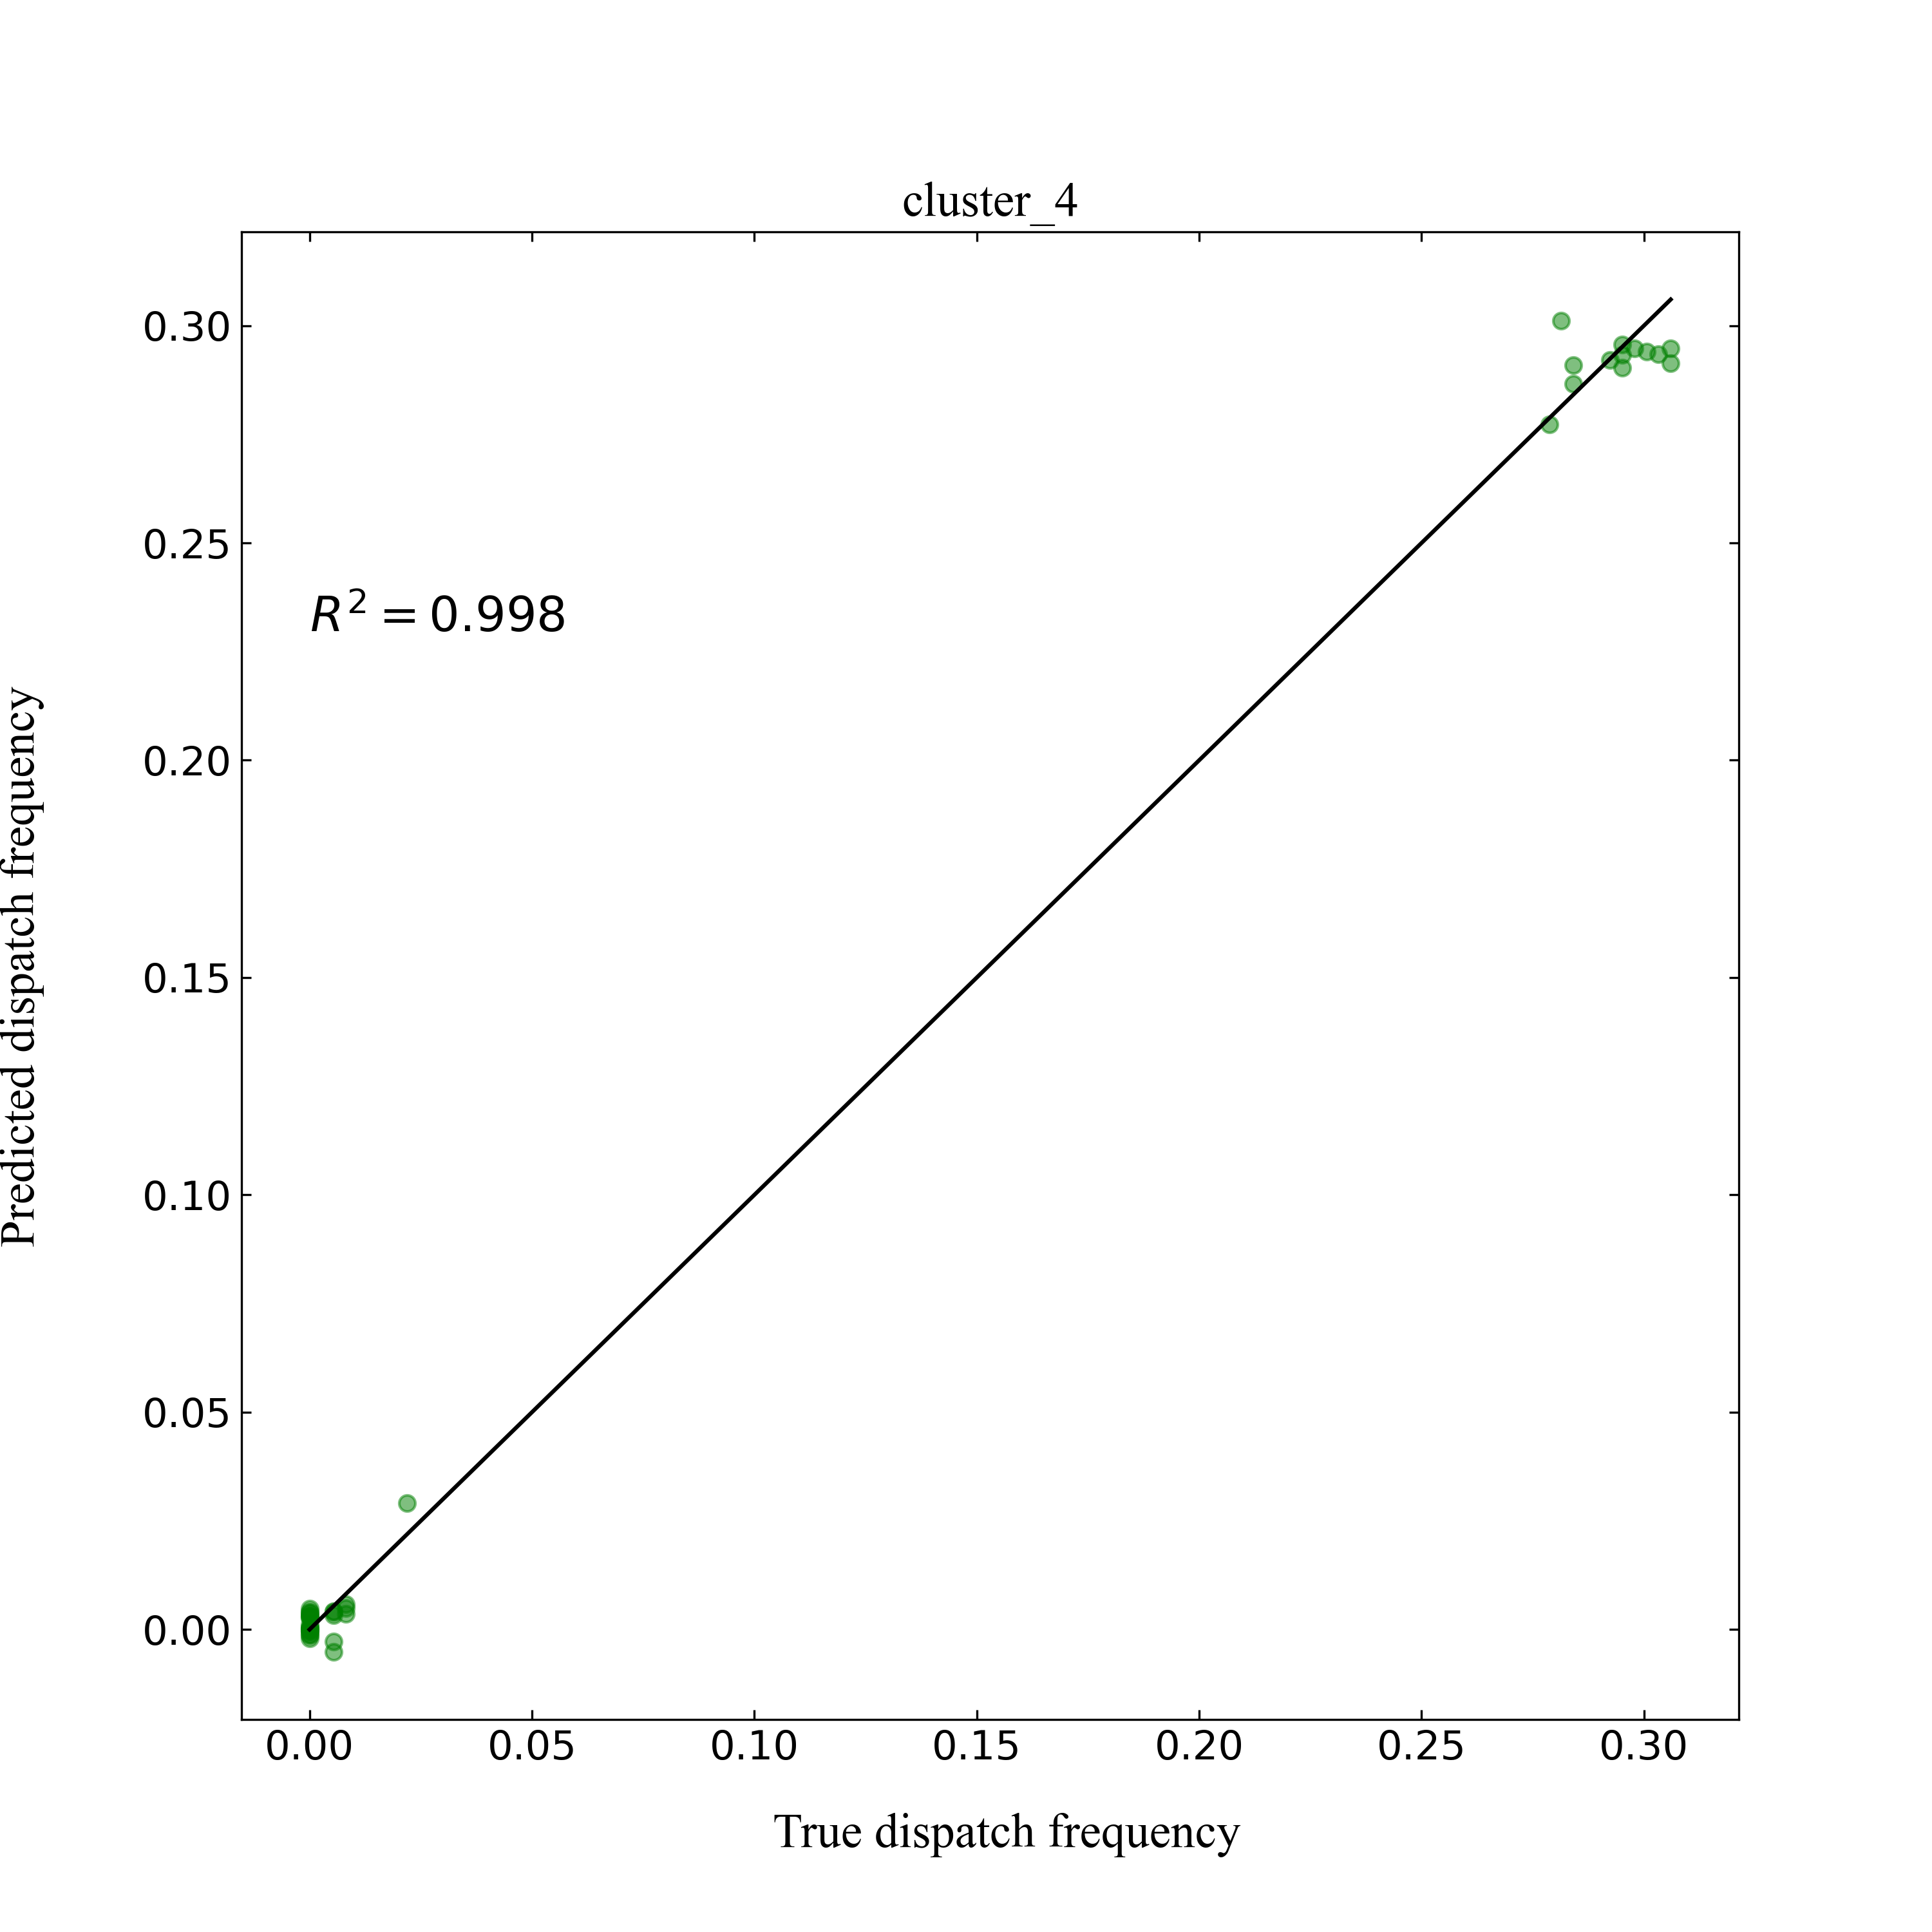 cluster_4
0.30
0.25
R² = 0.998
0.20
0.15
0.10
0.05
0.00
Predicted dispatch frequency
0.00 0.05 0.10 0.15 0.20 0.25 0.30
True dispatch frequency